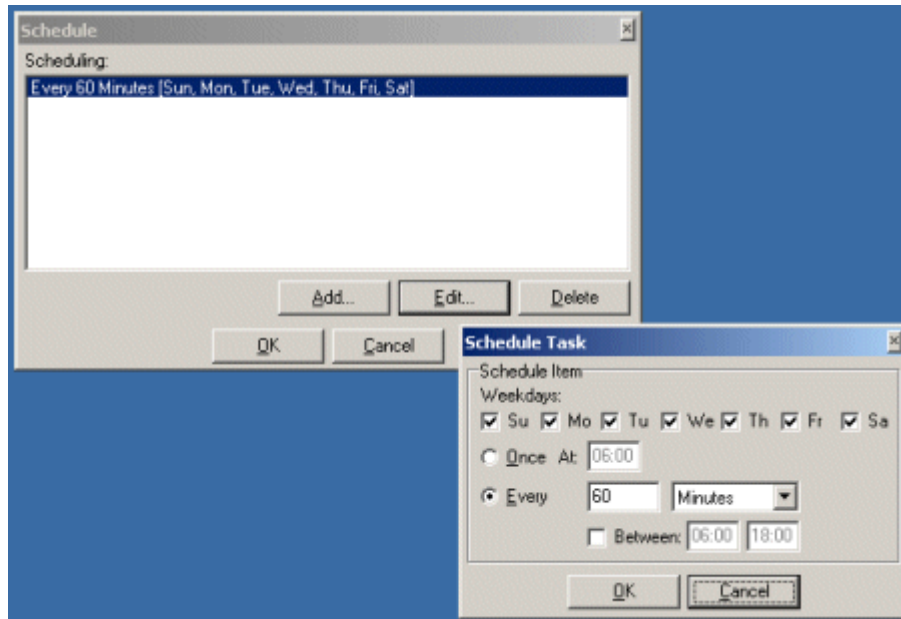 Schedule
Scheduling:
Every 60 Minutes [Sun, Mon, Tue, Wed, Thu, Fri, Sat]
Add... Edit... Delete
OK Cancel
Schedule Task
Schedule Item
Weekdays:
Su Mo Tu We Th Fr Sa
Once At: 06:00
Every 60 Minutes
Between: 06:00 18:00
OK Cancel